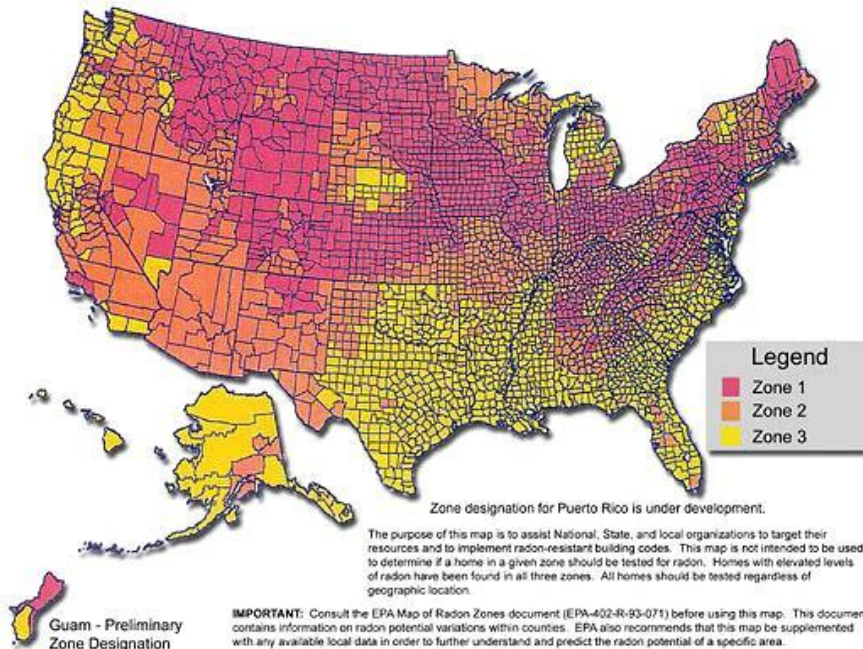 Legend
Zone 1
Zone 2
Zone 3
Zone designation for Puerto Rico is under development.
The purpose of this map is to assist National, State, and local organizations to target their
resources and to implement radon-resistant building codes. This map is not intended to be used
to determine if a home in a given zone should be tested for radon. Homes with elevated levels
of radon have been found in all three zones. All homes should be tested regardless of
geographic location.
Guam - Preliminary
Zone Designation
IMPORTANT: Consult the EPA Map of Radon Zones document (EPA-402-R-93-071) before using this map. This document
contains information on radon potential variations within counties. EPA also recommends that this map be supplemented
with any available local data in order to further understand and predict the radon potential of a specific area.